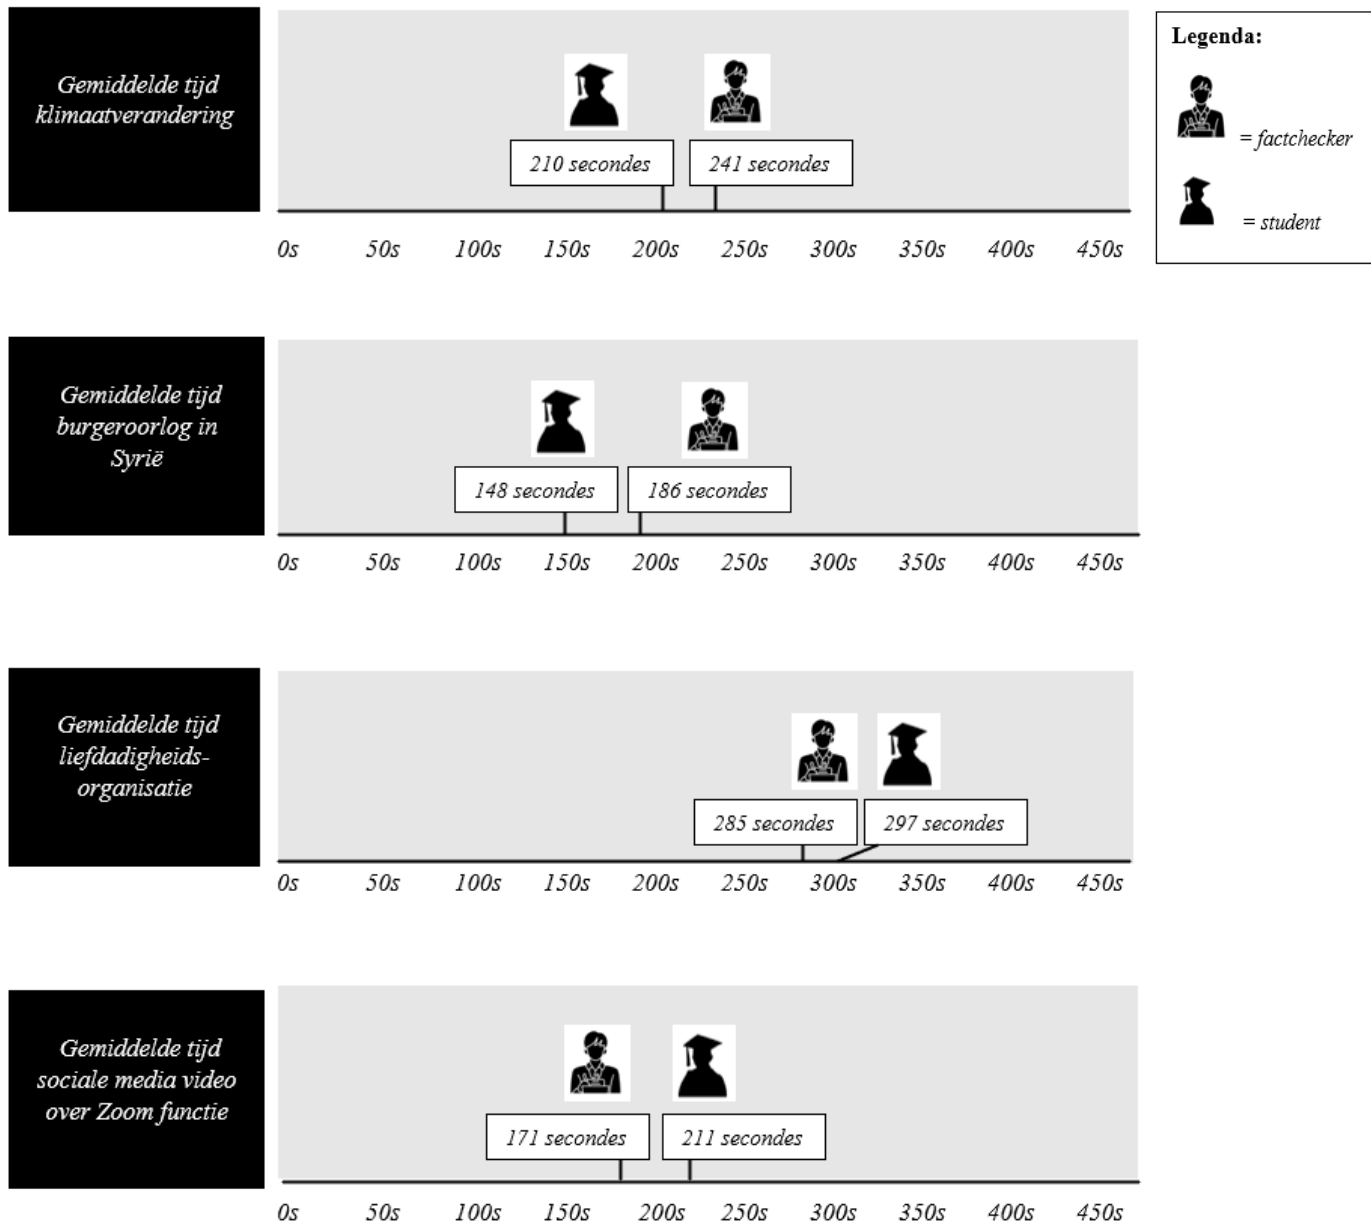 Gemiddelde tijd
klimaatverandering
210 secondes
241 secondes
0s 50s 100s 150s 200s 250s 300s 350s 400s 450s
Legenda:
= factchecker
= student
Gemiddelde tijd
burgeroorlog in
Syrië
148 secondes
186 secondes
0s 50s 100s 150s 200s 250s 300s 350s 400s 450s
Gemiddelde tijd
liefdadigheids-
organisatie
285 secondes
297 secondes
0s 50s 100s 150s 200s 250s 300s 350s 400s 450s
Gemiddelde tijd
sociale media video
over Zoom functie
171 secondes
211 secondes
0s 50s 100s 150s 200s 250s 300s 350s 400s 450s